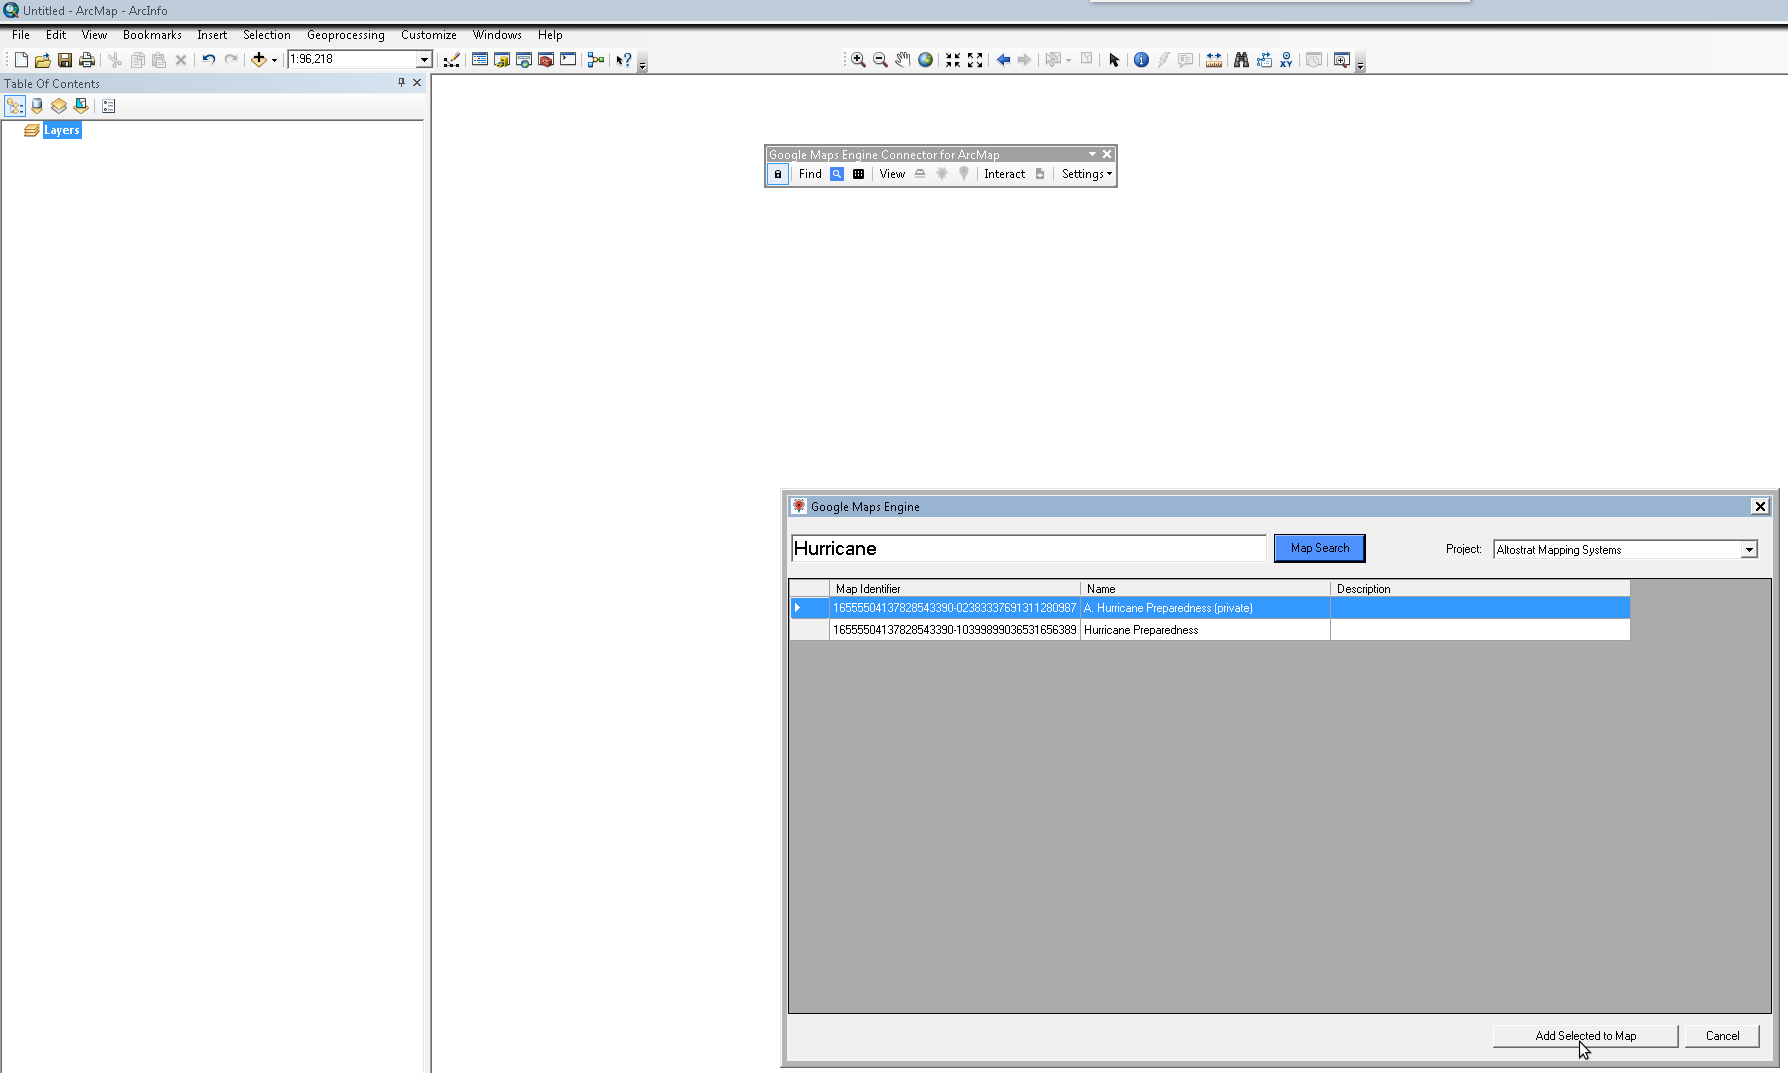 Untitled - ArcMap - ArcInfo
File Edit View Bookmarks Insert Selection Geoprocessing Customize Windows Help
1:96,218
Table Of Contents
Layers
Google Maps Engine Connector for ArcMap
Find View Interact Settings
Google Maps Engine
Hurricane
Map Search
Project: Altostrat Mapping Systems
Map Identifier Name Description
16555504137828543390-02383337691311280987 A. Hurricane Preparedness (private)
16555504137828543390-10399899036531656389 Hurricane Preparedness
Add Selected to Map Cancel